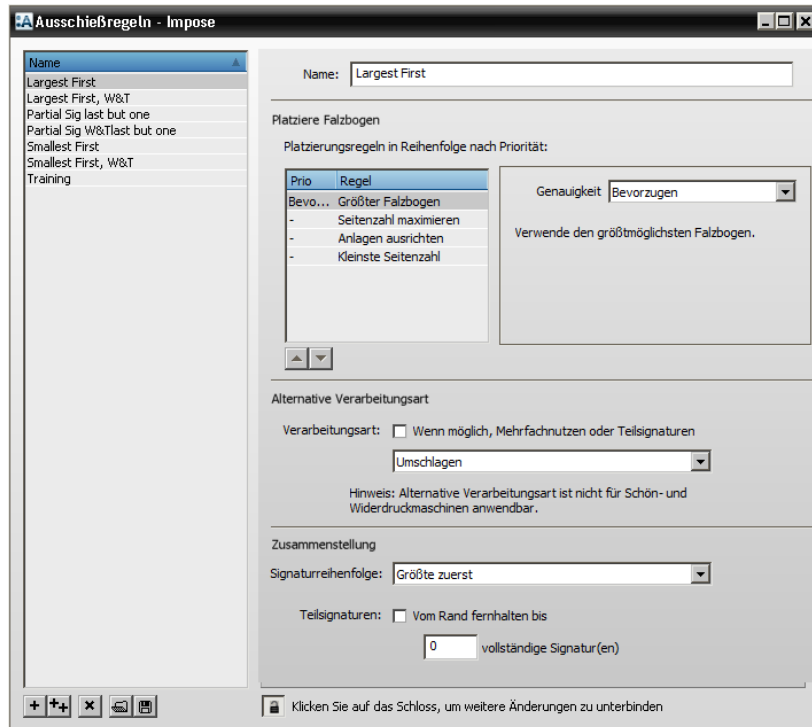 Ausschießregeln - Impose
Name
Largest First
Largest First, W&T
Partial Sig last but one
Partial Sig W&Tlast but one
Smallest First
Smallest First, W&T
Training
Name: Largest First
Platziere Falzbogen
Platzierungsregeln in Reihenfolge nach Priorität:
Prio Regel
Bevo... Größter Falzbogen
- Seitenzahl maximieren
- Anlagen ausrichten
- Kleinste Seitenzahl
Genauigkeit Bevorzugen
Verwende den größtmöglichsten Falzbogen.
Alternative Verarbeitungsart
Verarbeitungsart: Wenn möglich, Mehrfachnutzen oder Teilsignaturen
Umschlagen
Hinweis: Alternative Verarbeitungsart ist nicht für Schön- und
Widerdruckmaschinen anwendbar.
Zusammenstellung
Signaturreihenfolge: Größte zuerst
Teilsignaturen: Vom Rand fernhalten bis
0 vollständige Signatur(en)
Klicken Sie auf das Schloss, um weitere Änderungen zu unterbinden